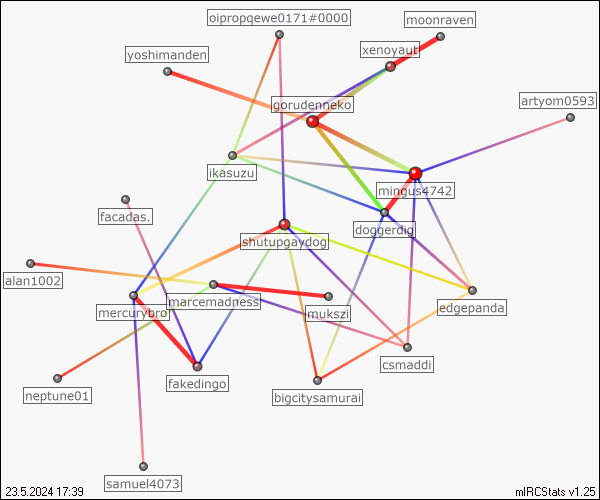 oipropqewe0171#0000
moonraven
yoshimanden
xenoyaut
gorudenneko
artyom0593
ikasuzu
mingus4742
facadas.
doggerdig
shutupgaydog
alan1002
mercurybro
marcemadness
mukszi
edgepanda
csmaddi
fakedingo
neptune01
bigcitysamurai
samuel4073
23.5.2024 17:39
mIRCStats v1.25